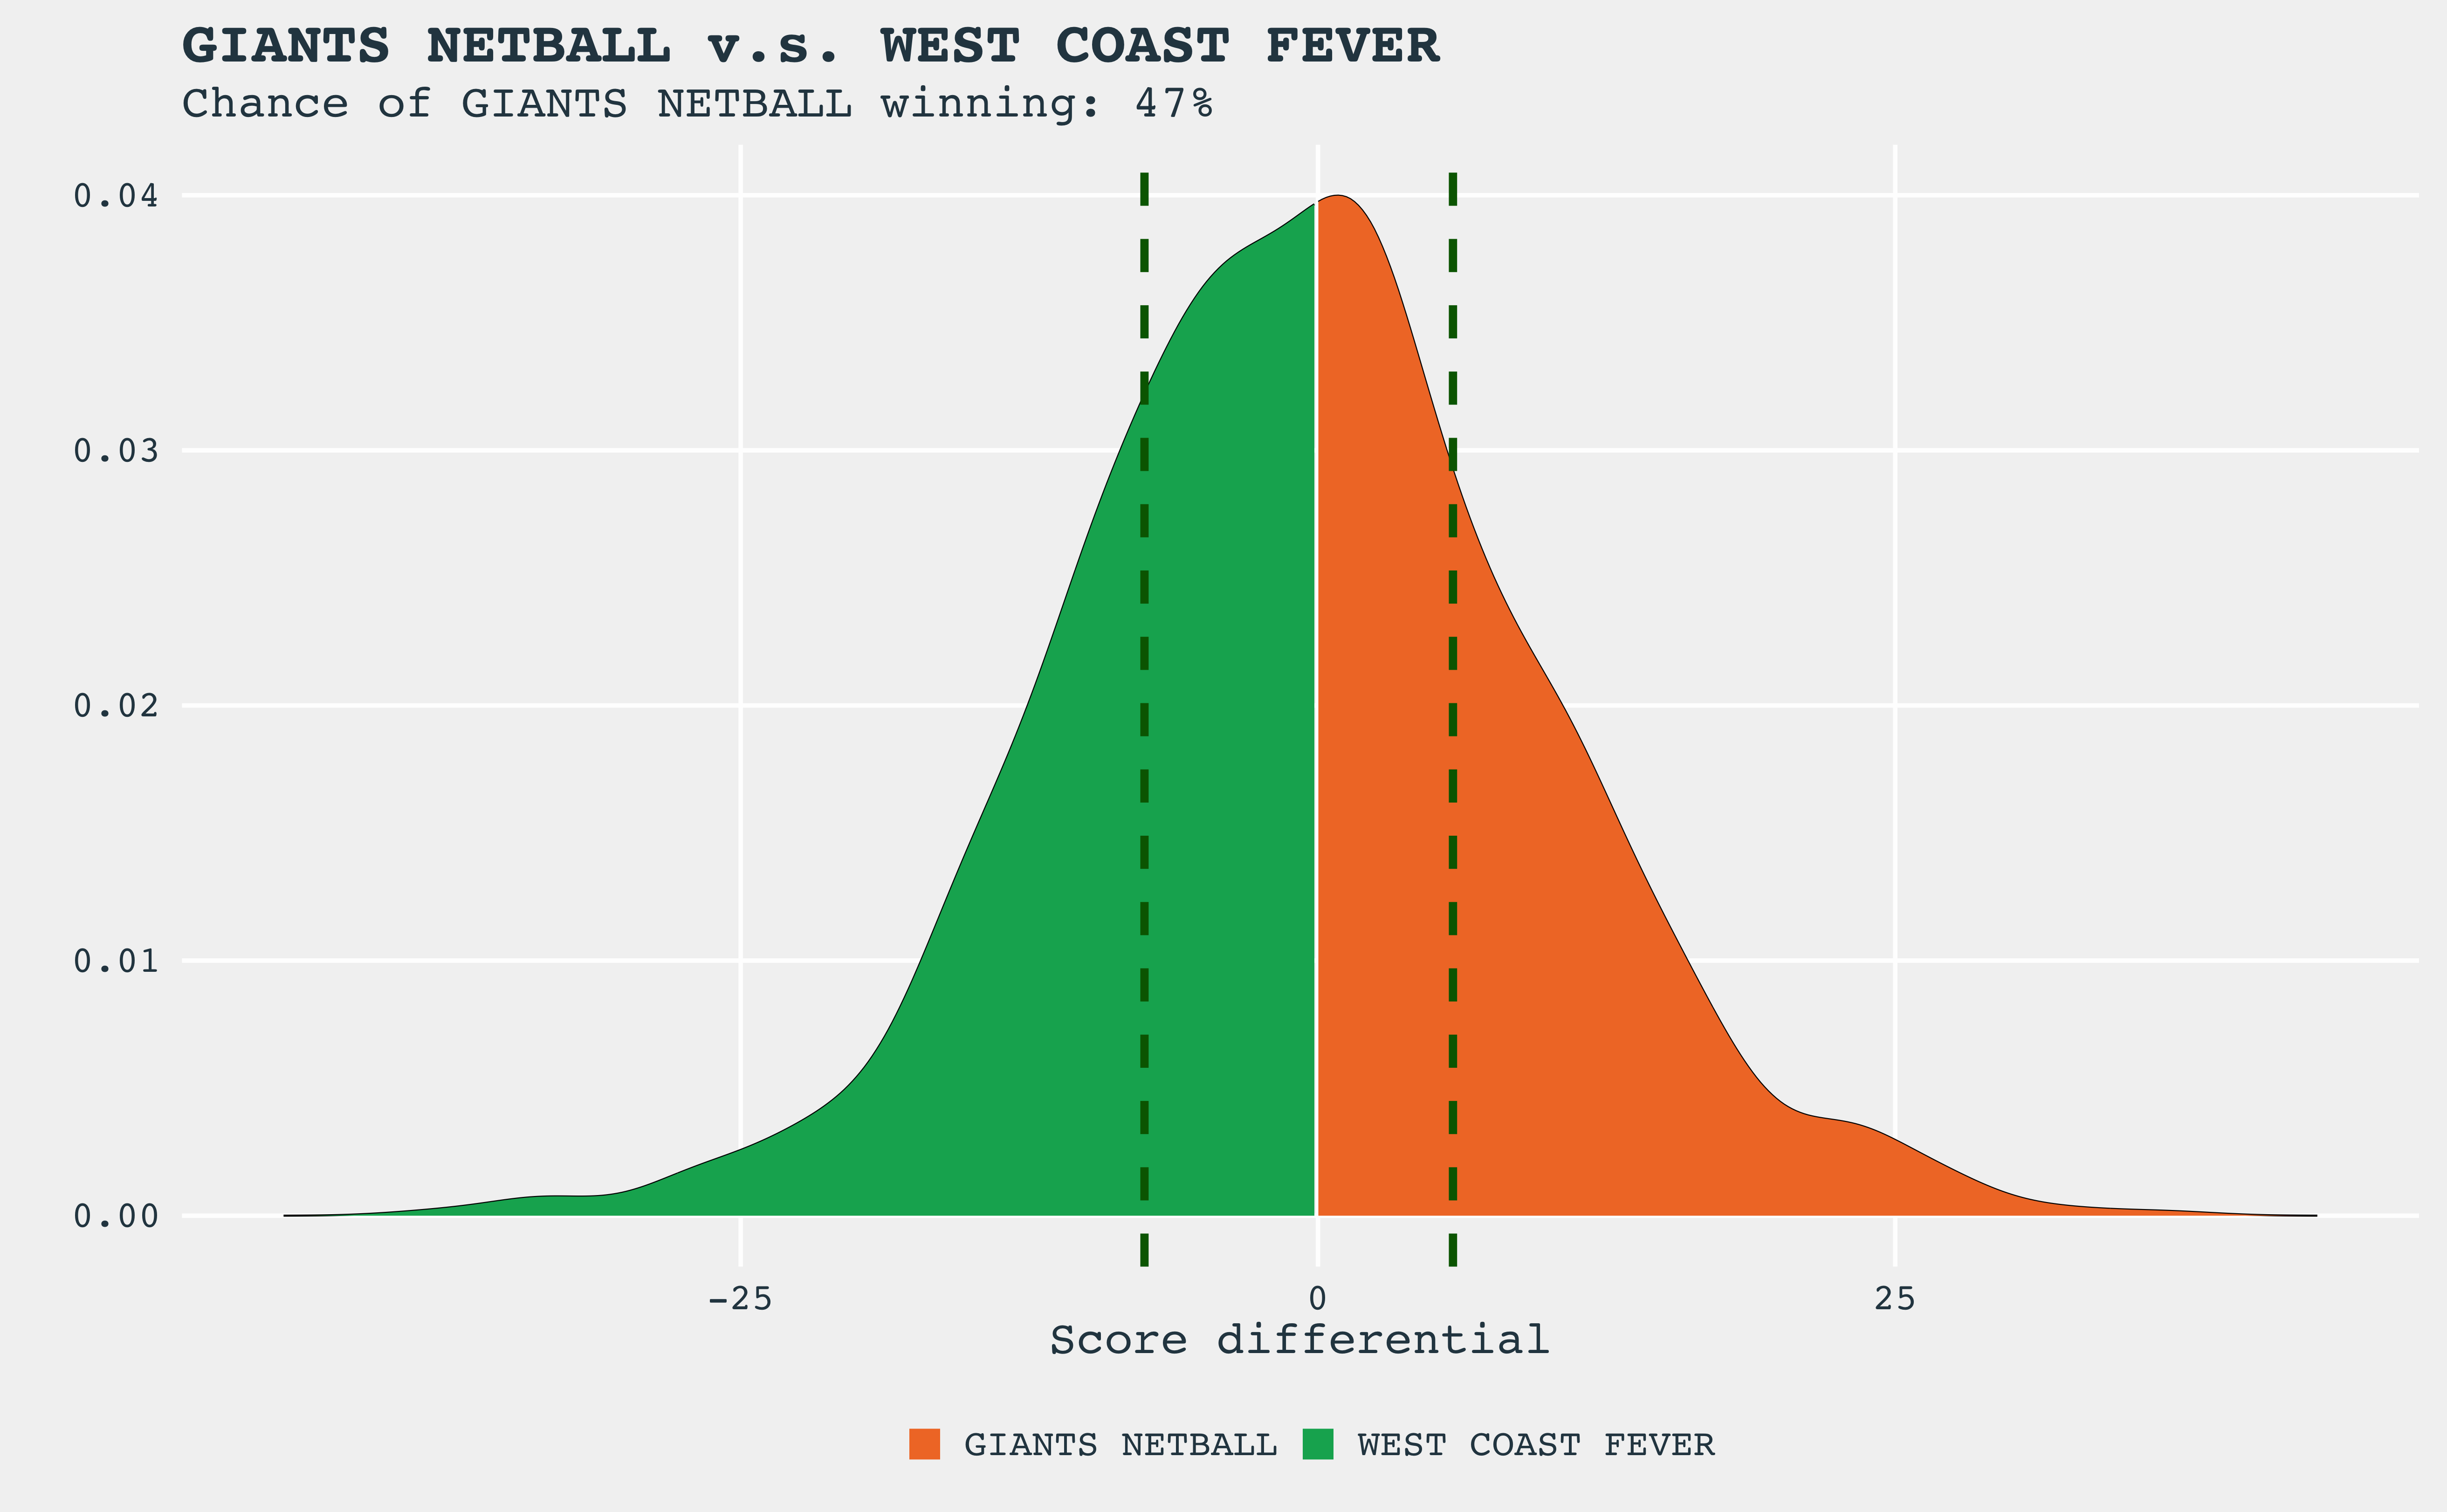 GIANTS NETBALL v.s. WEST COAST FEVER
Chance of GIANTS NETBALL winning: 47%
0.04
0.03
0.02
0.01
0.00
-25 0 25
Score differential
GIANTS NETBALL WEST COAST FEVER